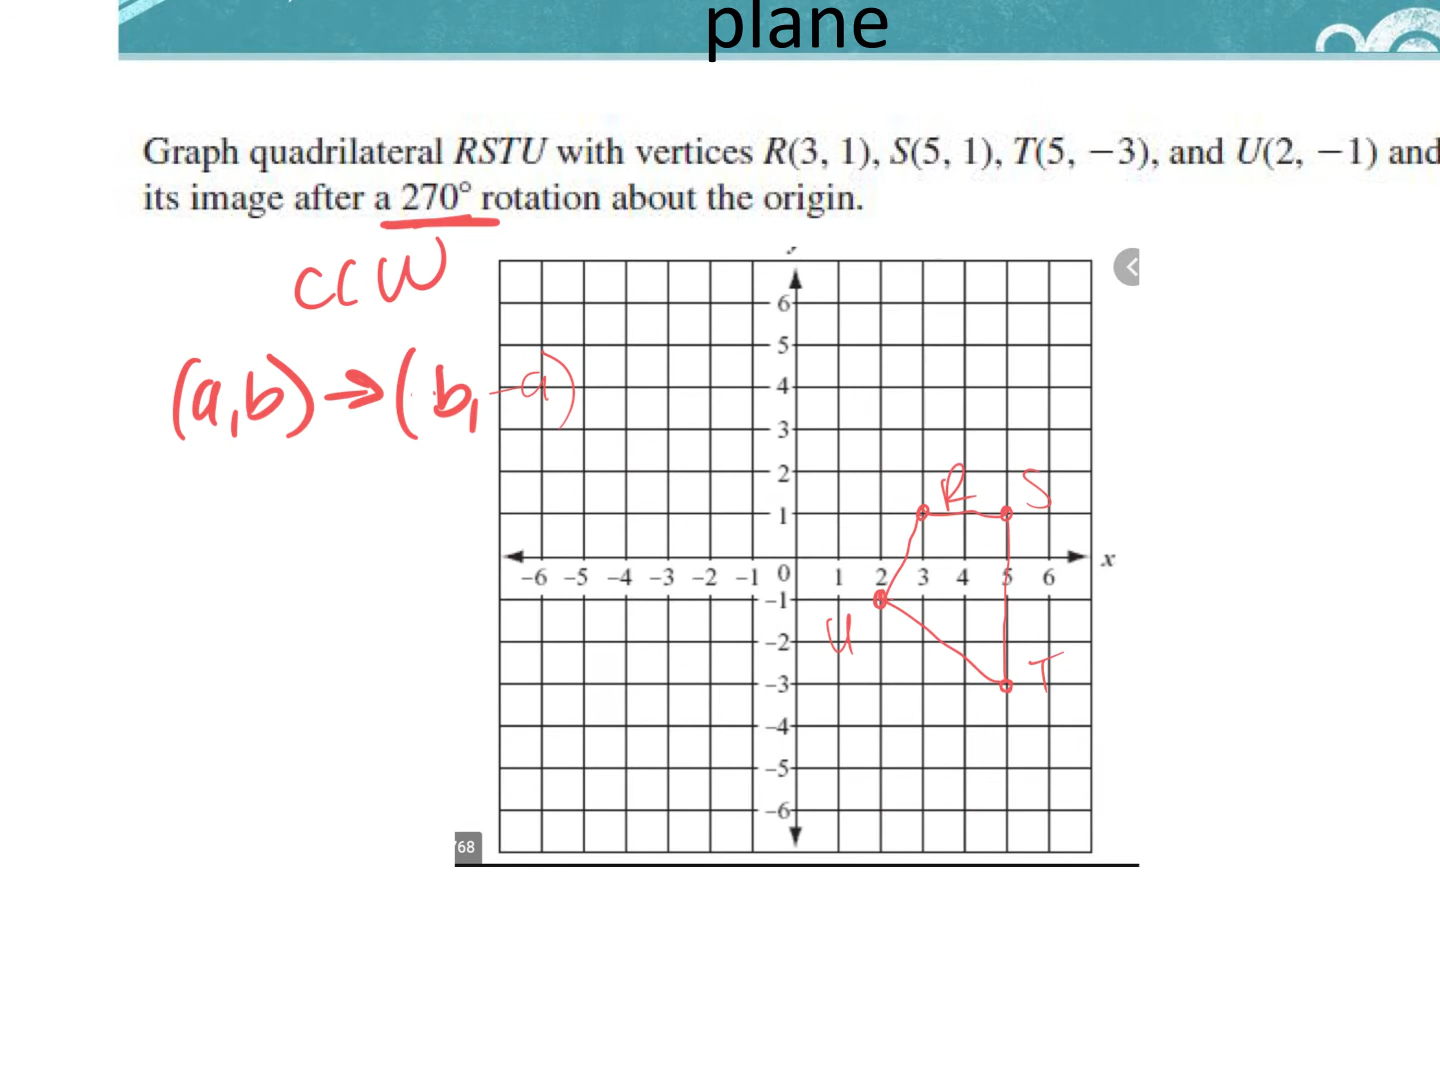 plane
Graph quadrilateral RSTU with vertices R(3, 1), S(5, 1), T(5, −3), and U(2, −1) and
its image after a 270° rotation about the origin.
CCW
(a,b) → (b, -a)
6
5
4
3
2
1
R S
−6 −5 −4 −3 −2 −1 0 1 2 3 4 5 6 x
−1
U
−2
T
−3
−4
−5
−6
68